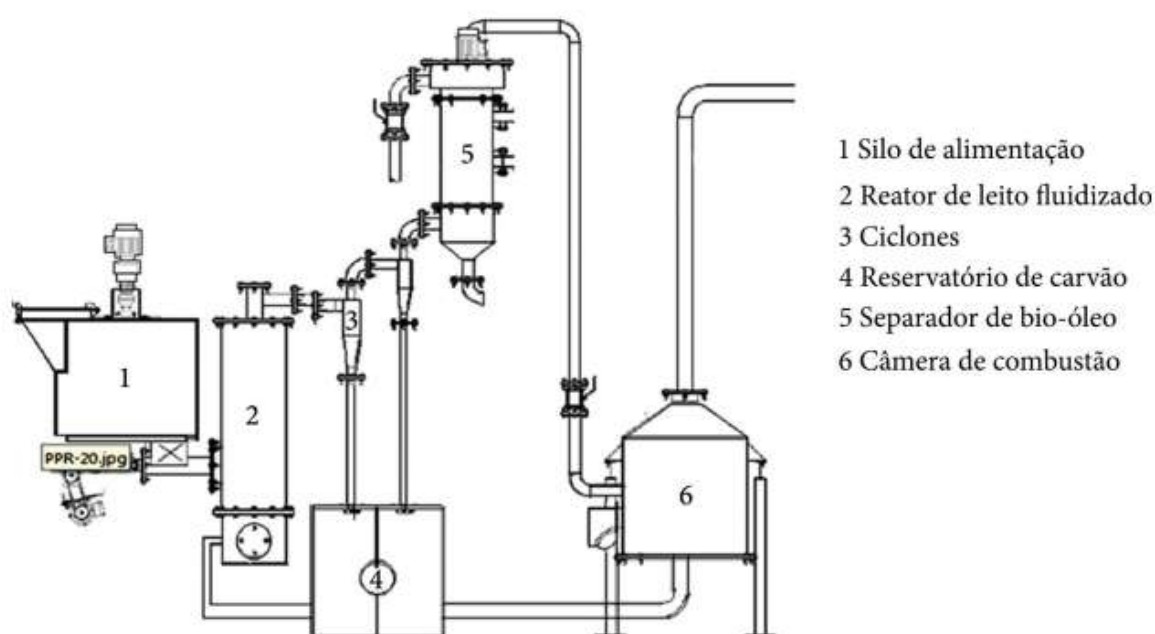 5
3
1
2
PPR-20.jpg
6
4
1 Silo de alimentação
2 Reator de leito fluidizado
3 Ciclones
4 Reservatório de carvão
5 Separador de bio-óleo
6 Câmera de combustão